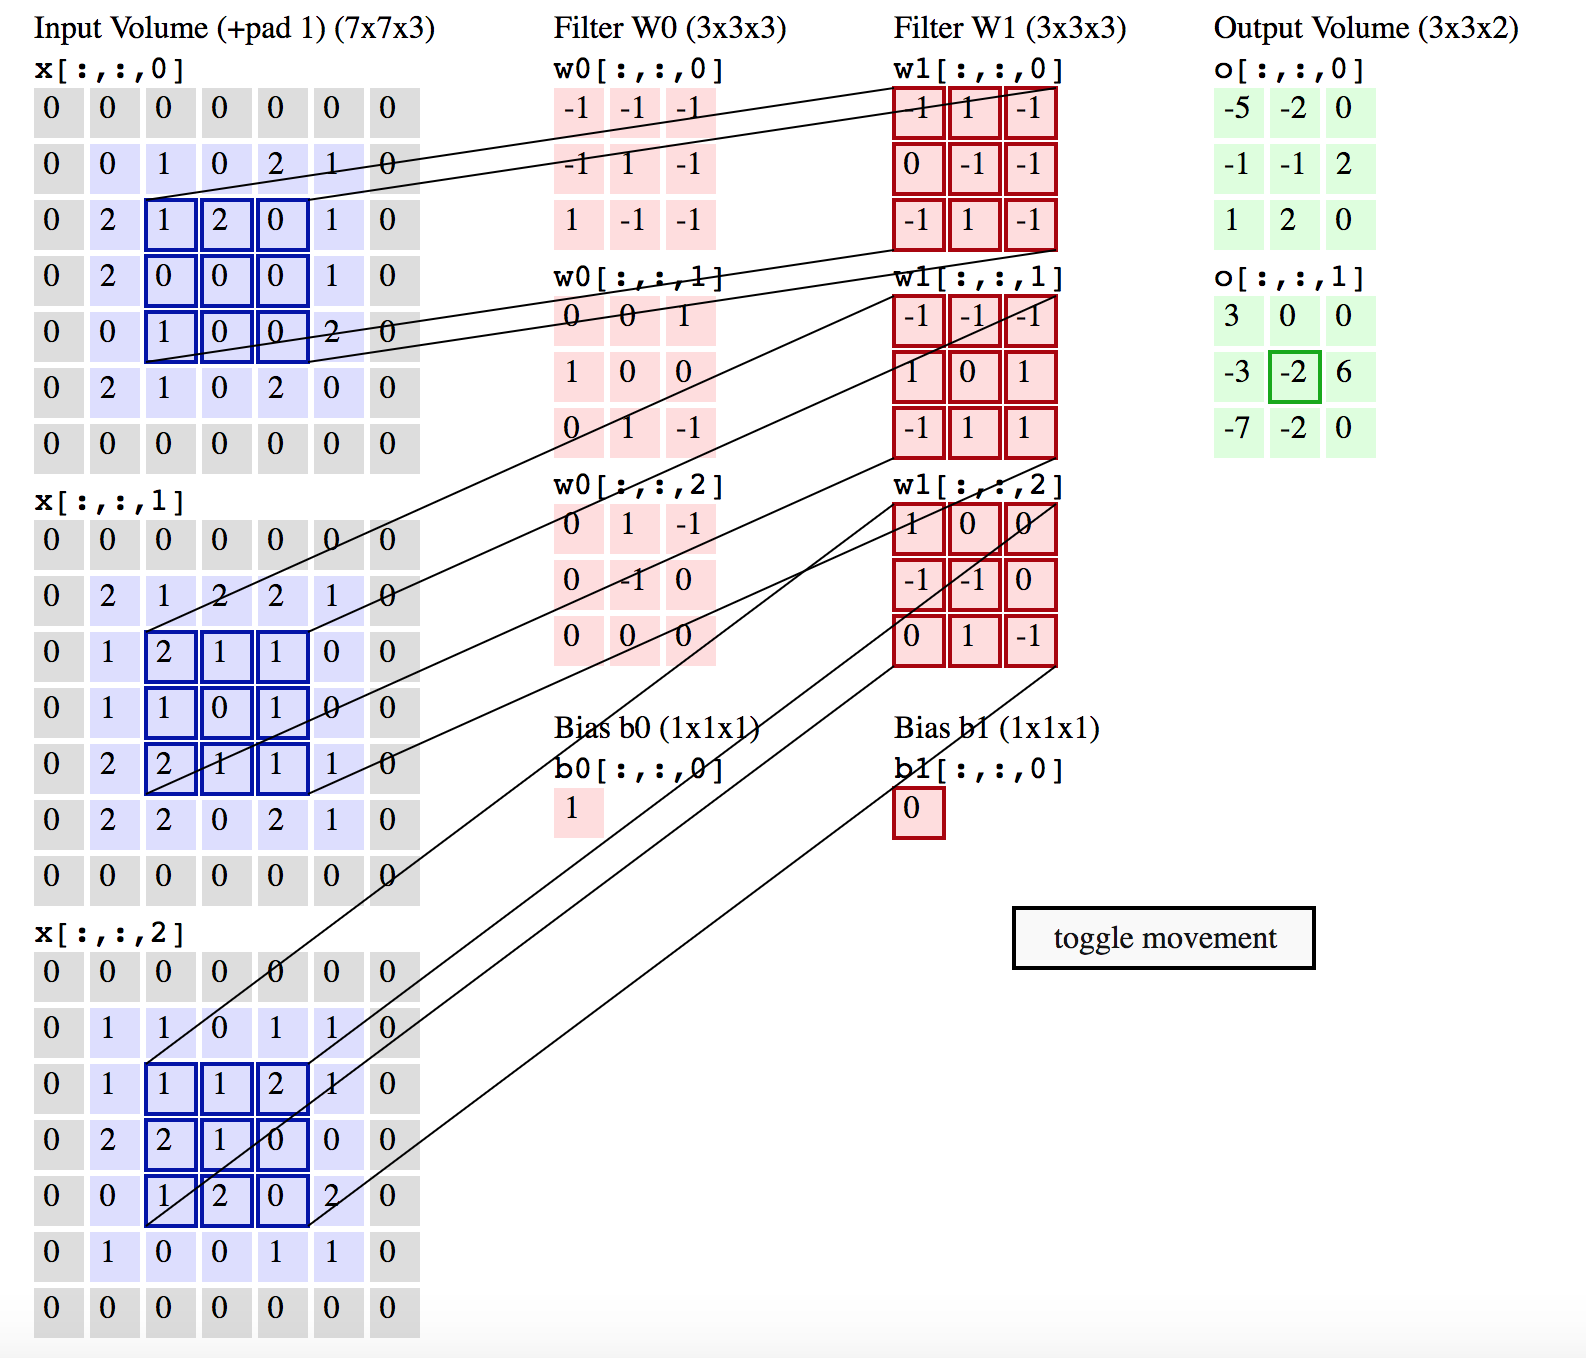 Input Volume (+pad 1) (7x7x3)
x[:,:,0]
0 0 0 0 0 0 0
0 0 1 0 2 1 0
0 2 1 2 0 1 0
0 2 0 0 0 1 0
0 0 1 0 0 2 0
0 2 1 0 2 0 0
0 0 0 0 0 0 0
x[:,:,1]
0 0 0 0 0 0 0
0 2 1 2 2 1 0
0 1 2 1 1 0 0
0 1 1 0 1 0 0
0 2 2 1 1 1 0
0 2 2 0 2 1 0
0 0 0 0 0 0 0
x[:,:,2]
0 0 0 0 0 0 0
0 1 1 0 1 1 0
0 1 1 1 2 1 0
0 2 2 1 0 0 0
0 0 1 2 0 2 0
0 1 0 0 1 1 0
0 0 0 0 0 0 0
Filter W0 (3x3x3)
w0[:,:,0]
-1 -1 -1
-1 1 -1
1 -1 -1
w0[:,:,1]
0 0 1
1 0 0
0 1 -1
w0[:,:,2]
0 1 -1
0 -1 0
0 0 0
Bias b0 (1x1x1)
b0[:,:,0]
1
Filter W1 (3x3x3)
w1[:,:,0]
-1 1 -1
0 -1 -1
-1 1 -1
w1[:,:,1]
-1 -1 -1
1 0 1
-1 1 1
w1[:,:,2]
1 0 0
-1 -1 0
0 1 -1
Bias b1 (1x1x1)
b1[:,:,0]
0
Output Volume (3x3x2)
o[:,:,0]
-5 -2 0
-1 -1 2
1 2 0
o[:,:,1]
3 0 0
-3 -2 6
-7 -2 0
toggle movement